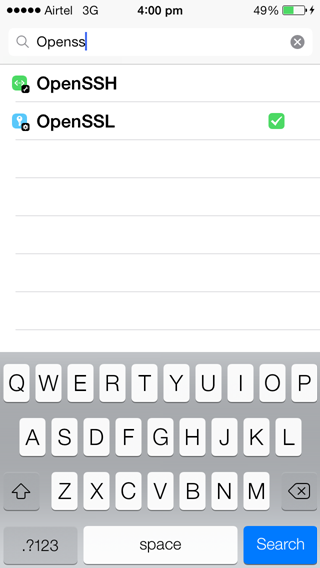 Airtel 3G 4:00 pm 49%
Openss
OpenSSH
OpenSSL
Q W E R T Y U I O P
A S D F G H J K L
Z X C V B N M
.?123 space Search